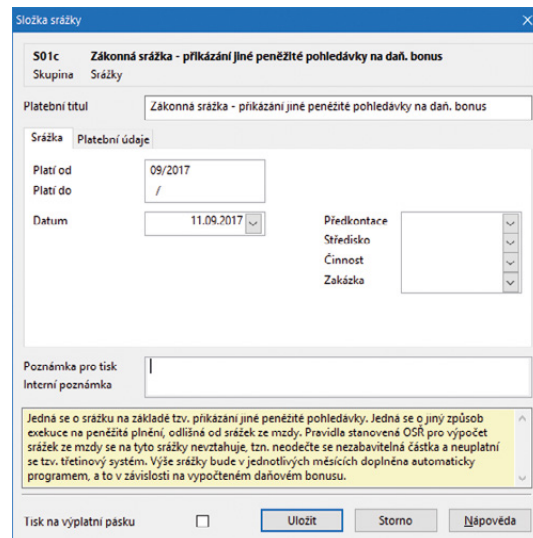 Složka srážky
S01c Zákonná srážka - přikázání jiné peněžité pohledávky na daň. bonus
Skupina Srážky
Platební titul Zákonná srážka - přikázání jiné peněžité pohledávky na daň. bonus
Srážka Platební údaje
Platí od 09/2017
Platí do /
Datum 11.09.2017 Předkontace
Středisko
Činnost
Zakázka
Poznámka pro tisk
Interní poznámka
Jedná se o srážku na základě tzv. přikázání jiné peněžité pohledávky. Jedná se o jiný způsob
exekuce na peněžitá plnění, odlišná od srážek ze mzdy. Pravidla stanovená OSŘ pro výpočet
srážek ze mzdy se na tyto srážky nevztahuje, tzn. neodečte se nezabavitelná částka a neuplatní
se tzv. třetinový systém. Výše srážky bude v jednotlivých měsících doplněna automaticky
programem, a to v závislosti na vypočteném daňovém bonusu.
Tisk na výplatní pásku Uložit Storno Nápověda